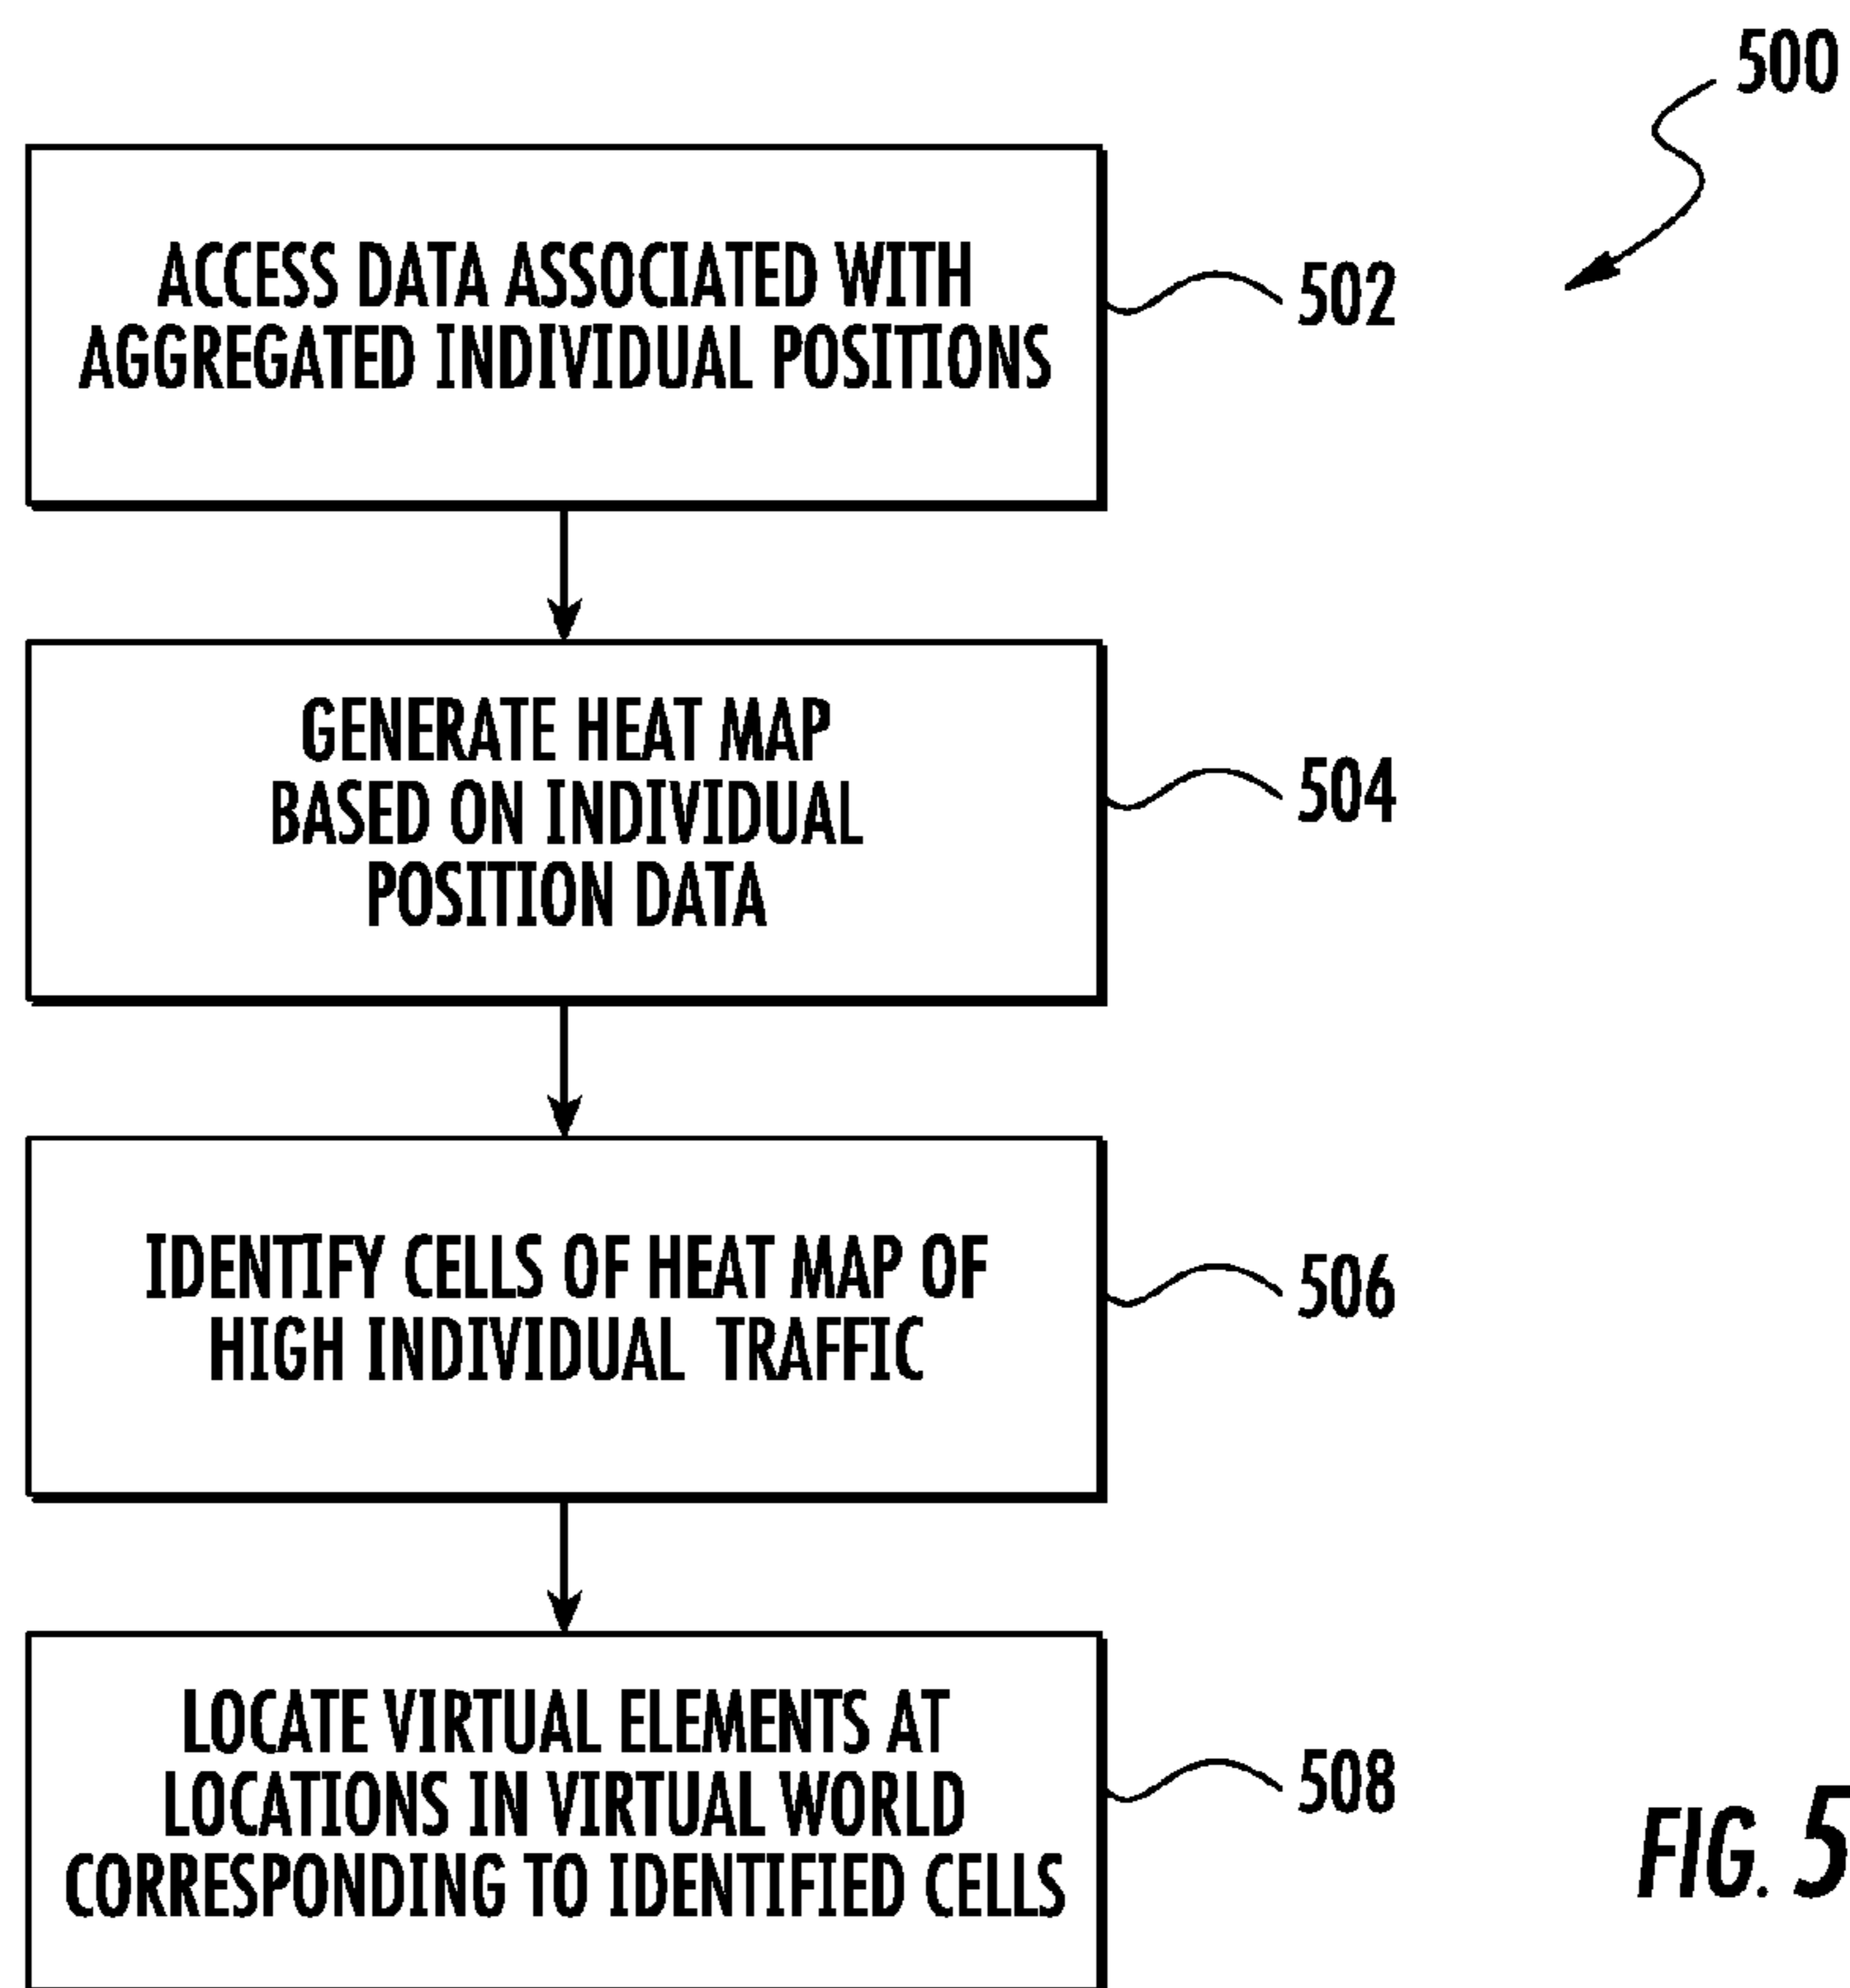 500
ACCESS DATA ASSOCIATED WITH
AGGREGATED INDIVIDUAL POSITIONS
502
GENERATE HEAT MAP
BASED ON INDIVIDUAL
POSITION DATA
504
IDENTIFY CELLS OF HEAT MAP OF
HIGH INDIVIDUAL TRAFFIC
506
LOCATE VIRTUAL ELEMENTS AT
LOCATIONS IN VIRTUAL WORLD
CORRESPONDING TO IDENTIFIED CELLS
508
FIG. 5